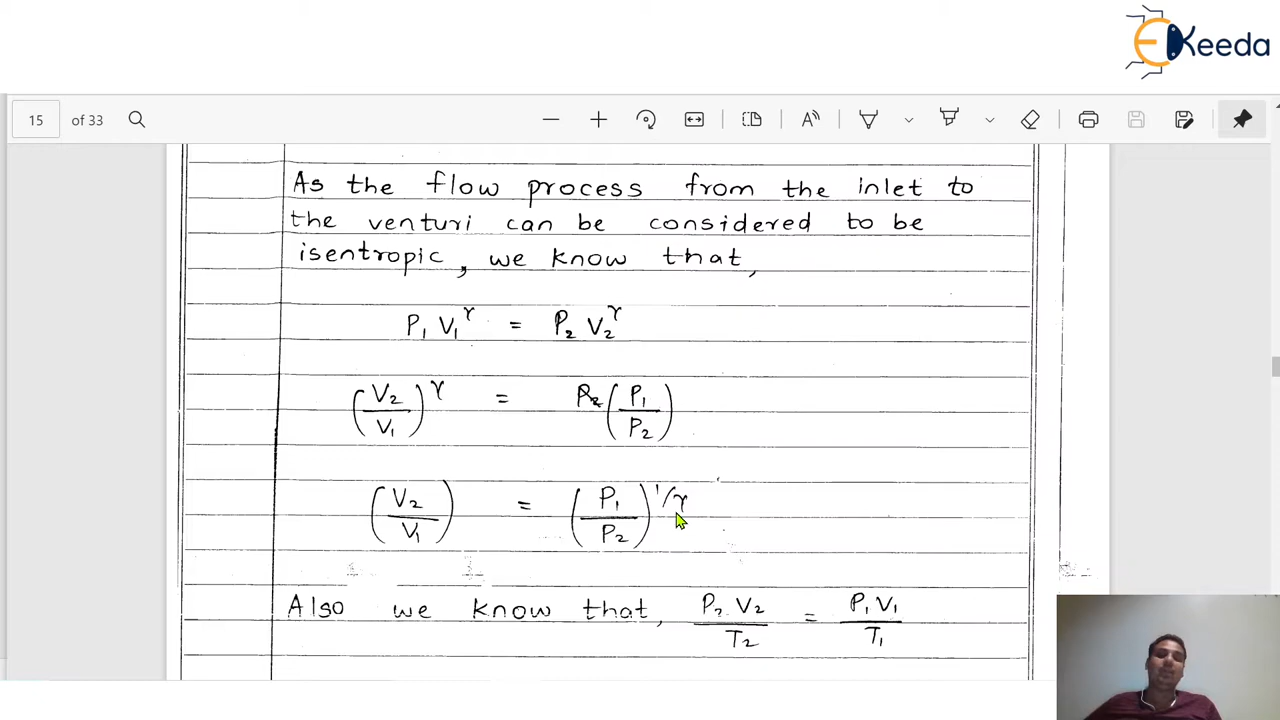 EKeeda
15 of 33
As the flow process from the inlet to
the venturi can be considered to be
isentropic, we know that,
P₁ V₁^γ = P₂ V₂^γ
(V₂/V₁)^γ = P₂ (P₁/P₂)
(V₂/V₁) = (P₁/P₂)^1/γ
Also we know that, P₂ V₂/T₂ = P₁ V₁/T₁